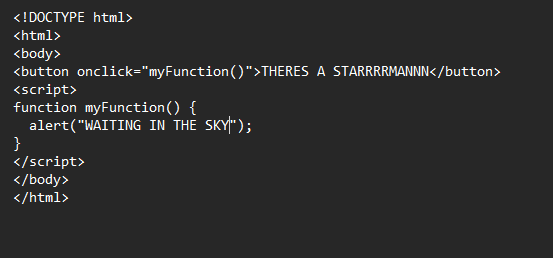 <!DOCTYPE html>
<html>
<body>
<button onclick="myFunction()">THERES A STARRRRMANNN</button>
<script>
function myFunction() {
  alert("WAITING IN THE SKY");
}
</script>
</body>
</html>